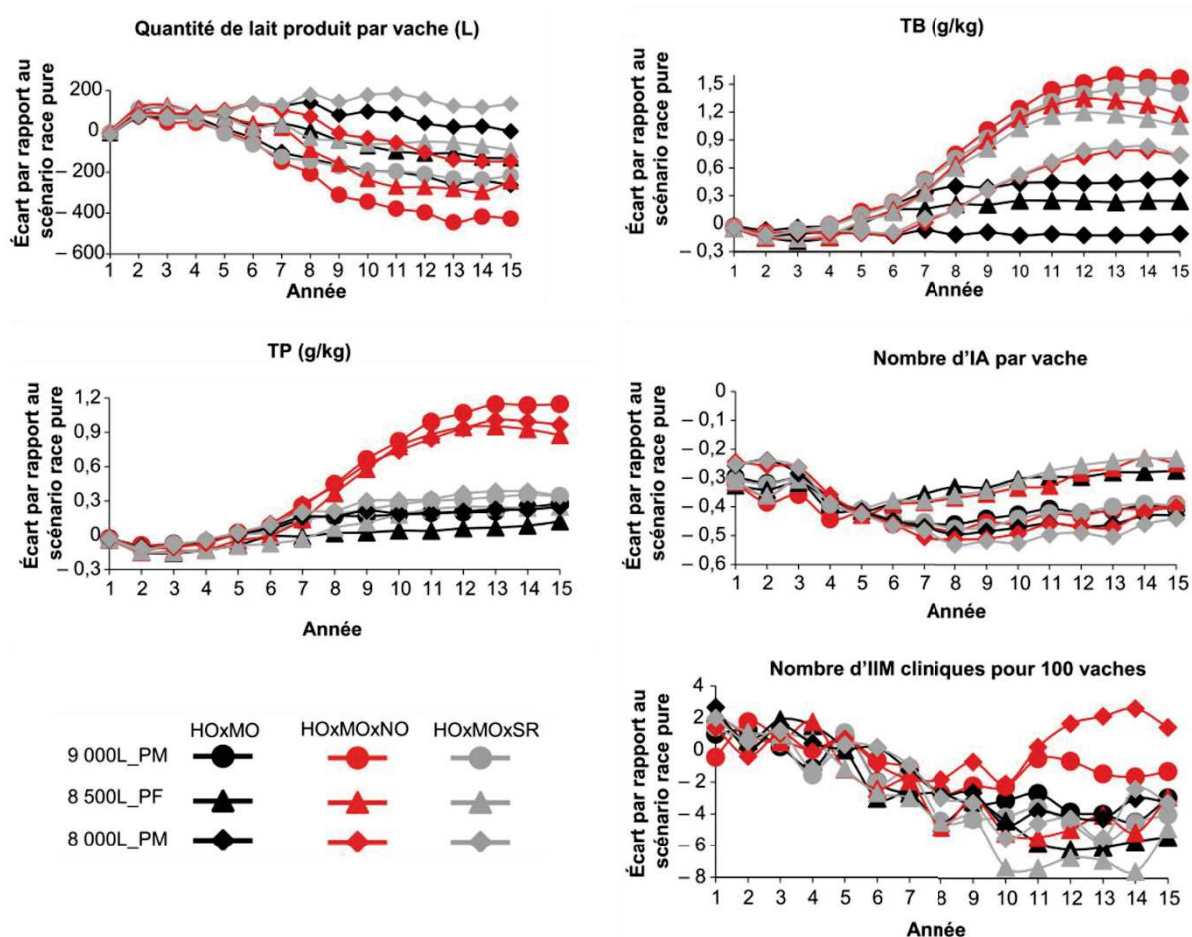 Quantité de lait produit par vache (L)
Écart par rapport au
scénario race pure
200
0
– 200
– 400
– 600
1 2 3 4 5 6 7 8 9 10 11 12 13 14 15
Année
TB (g/kg)
Écart par rapport au
scénario race pure
1,5
1,2
0,9
0,6
0,3
0
– 0,3
1 2 3 4 5 6 7 8 9 10 11 12 13 14 15
Année
TP (g/kg)
Écart par rapport au
scénario race pure
1,2
0,9
0,6
0,3
0
– 0,3
1 2 3 4 5 6 7 8 9 10 11 12 13 14 15
Année
Nombre d’IA par vache
Écart par rapport au
scénario race pure
0
– 0,1
– 0,2
– 0,3
– 0,4
– 0,5
– 0,6
1 2 3 4 5 6 7 8 9 10 11 12 13 14 15
Année
HOxMO HOxMOxNO HOxMOxSR
9 000L_PM
8 500L_PF
8 000L_PM
Nombre d’IIM cliniques pour 100 vaches
Écart par rapport au
scénario race pure
4
2
0
– 2
– 4
– 6
– 8
1 2 3 4 5 6 7 8 9 10 11 12 13 14 15
Année